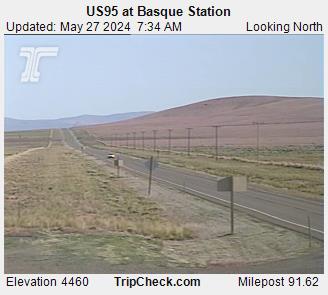 US95 at Basque Station
Updated: May 27 2024 7:34 AM Looking North
Elevation 4460 TripCheck.com Milepost 91.62